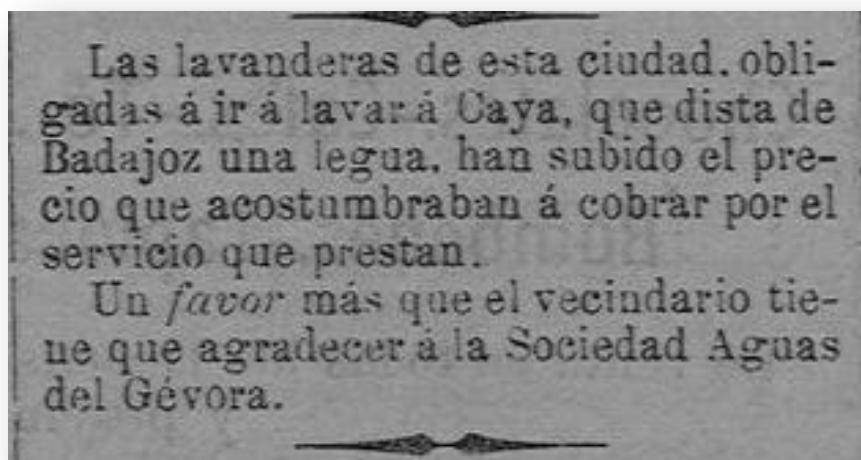 Las lavanderas de esta ciudad, obli-
gadas á ir á lavar á Caya, que dista de
Badajoz una legua, han subido el pre-
cio que acostumbraban á cobrar por el
servicio que prestan.
Un favor más que el vecindario tie-
ne que agradecer á la Sociedad Aguas
del Gévora.